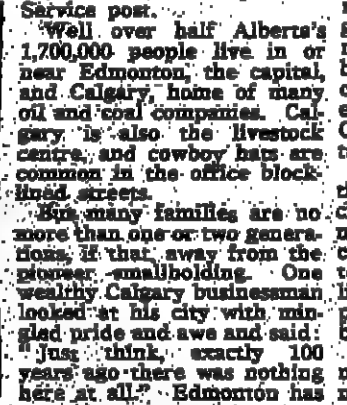 Service post.
Well over half Alberta's
1,700,000 people live in or
near Edmonton, the capital,
and Calgary, home of many
oil and coal companies. Cal-
gary is also the livestock
centre, and cowboy hats are
common in the office block-
lined streets.
But many families are no
more than one or two genera-
tions, if that, away from the
pioneer smallholding. One
wealthy Calgary businessman
looked at his city with min-
gled pride and awe and said:
"Just think, exactly 100
years ago there was nothing
here at all." Edmonton has